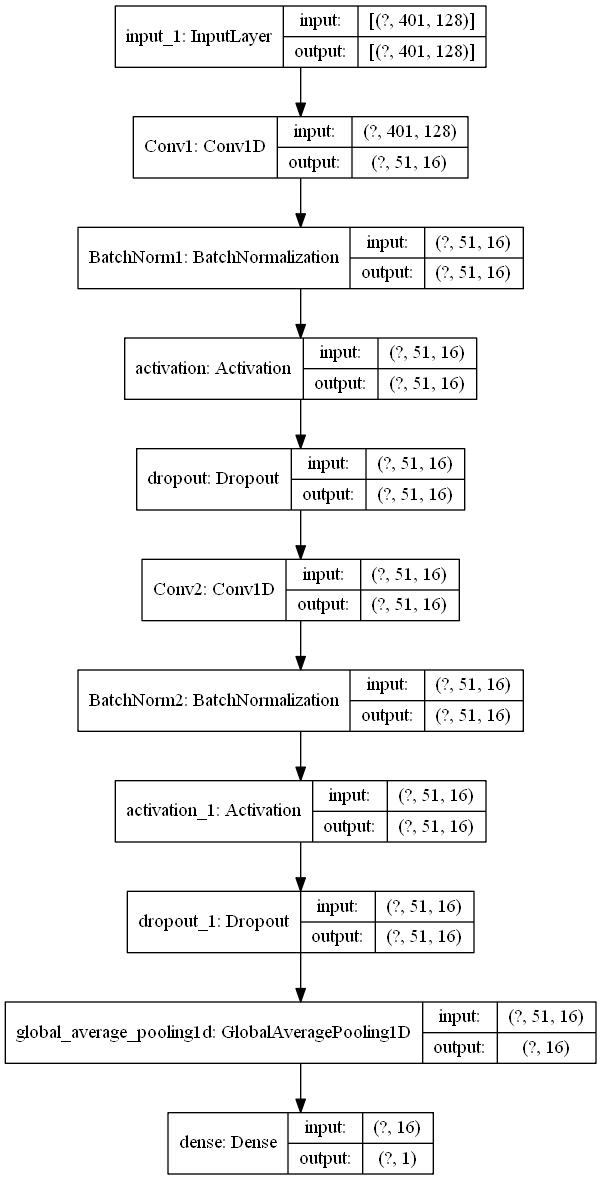 input_1: InputLayer input: [(?, 401, 128)]
output: [(?, 401, 128)]
Conv1: Conv1D input: (?, 401, 128)
output: (?, 51, 16)
BatchNorm1: BatchNormalization input: (?, 51, 16)
output: (?, 51, 16)
activation: Activation input: (?, 51, 16)
output: (?, 51, 16)
dropout: Dropout input: (?, 51, 16)
output: (?, 51, 16)
Conv2: Conv1D input: (?, 51, 16)
output: (?, 51, 16)
BatchNorm2: BatchNormalization input: (?, 51, 16)
output: (?, 51, 16)
activation_1: Activation input: (?, 51, 16)
output: (?, 51, 16)
dropout_1: Dropout input: (?, 51, 16)
output: (?, 51, 16)
global_average_pooling1d: GlobalAveragePooling1D input: (?, 51, 16)
output: (?, 16)
dense: Dense input: (?, 16)
output: (?, 1)